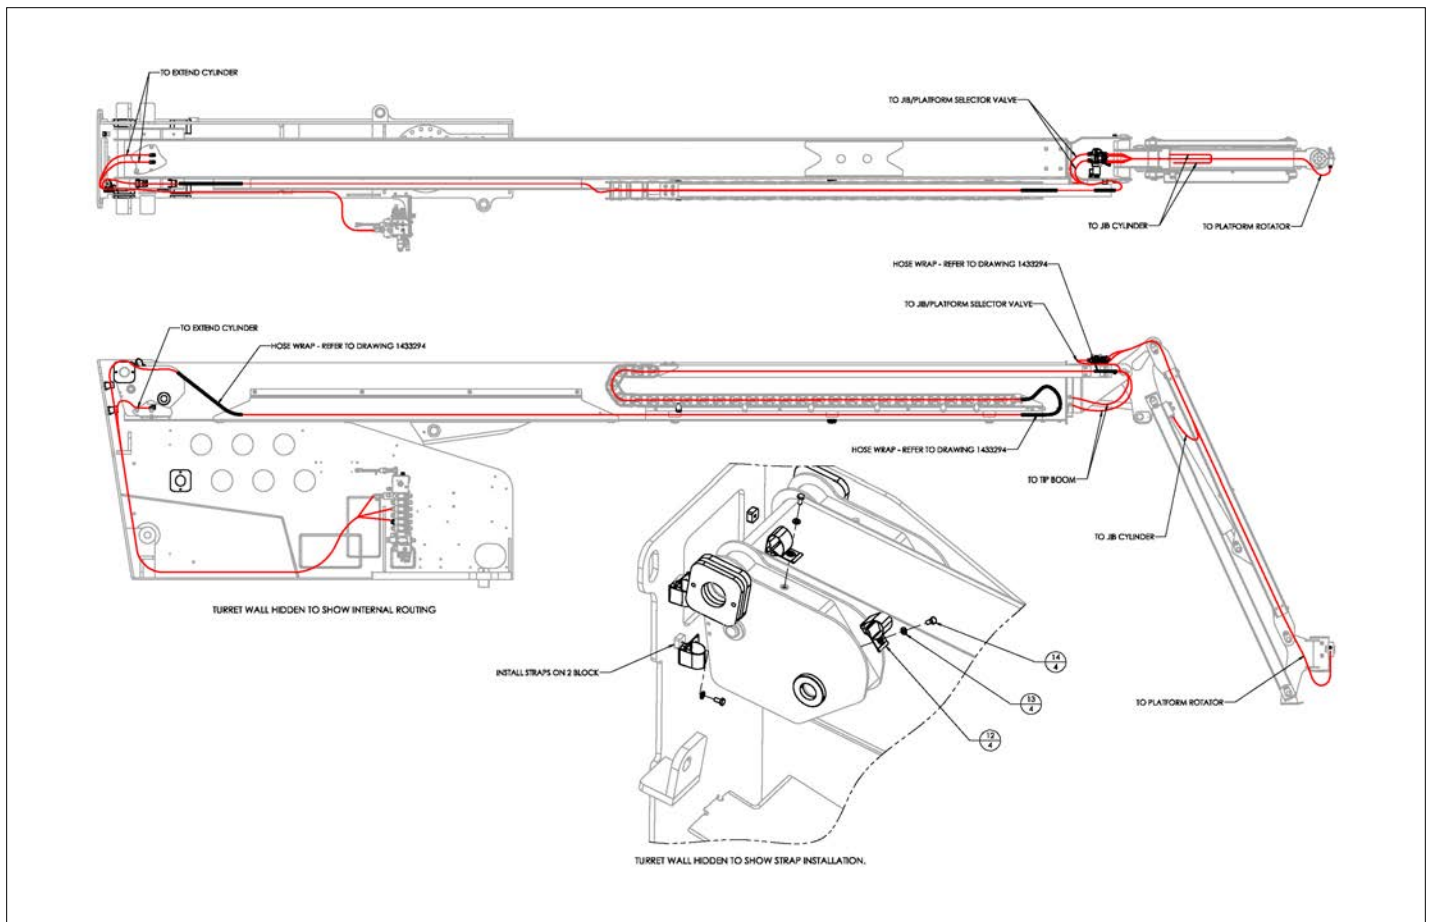 TO EXTEND CYLINDER
TO JIB/PLATFORM SELECTOR VALVE
TO JIB CYLINDER
TO PLATFORM ROTATOR
HOSE WRAP - REFER TO DRAWING 1433294
TO JIB/PLATFORM SELECTOR VALVE
TO EXTEND CYLINDER
HOSE WRAP - REFER TO DRAWING 1433294
HOSE WRAP - REFER TO DRAWING 1433294
TO TIP BOOM
TO JIB CYLINDER
TURRET WALL HIDDEN TO SHOW INTERNAL ROUTING
INSTALL STRAPS ON 2 BLOCK
14
4
13
4
12
4
TO PLATFORM ROTATOR
TURRET WALL HIDDEN TO SHOW STRAP INSTALLATION.